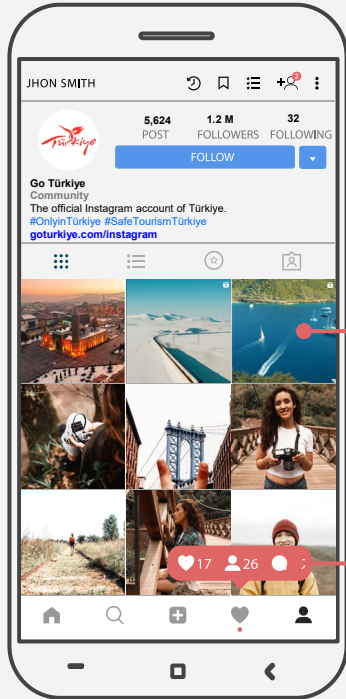 JHON SMITH
2
Türkiye
5,624 1.2 M 32
POST FOLLOWERS FOLLOWING
FOLLOW
Go Türkiye
Community
The official Instagram account of Türkiye.
#OnlyinTürkiye #SafeTourismTürkiye
goturkiye.com/instagram
17 26